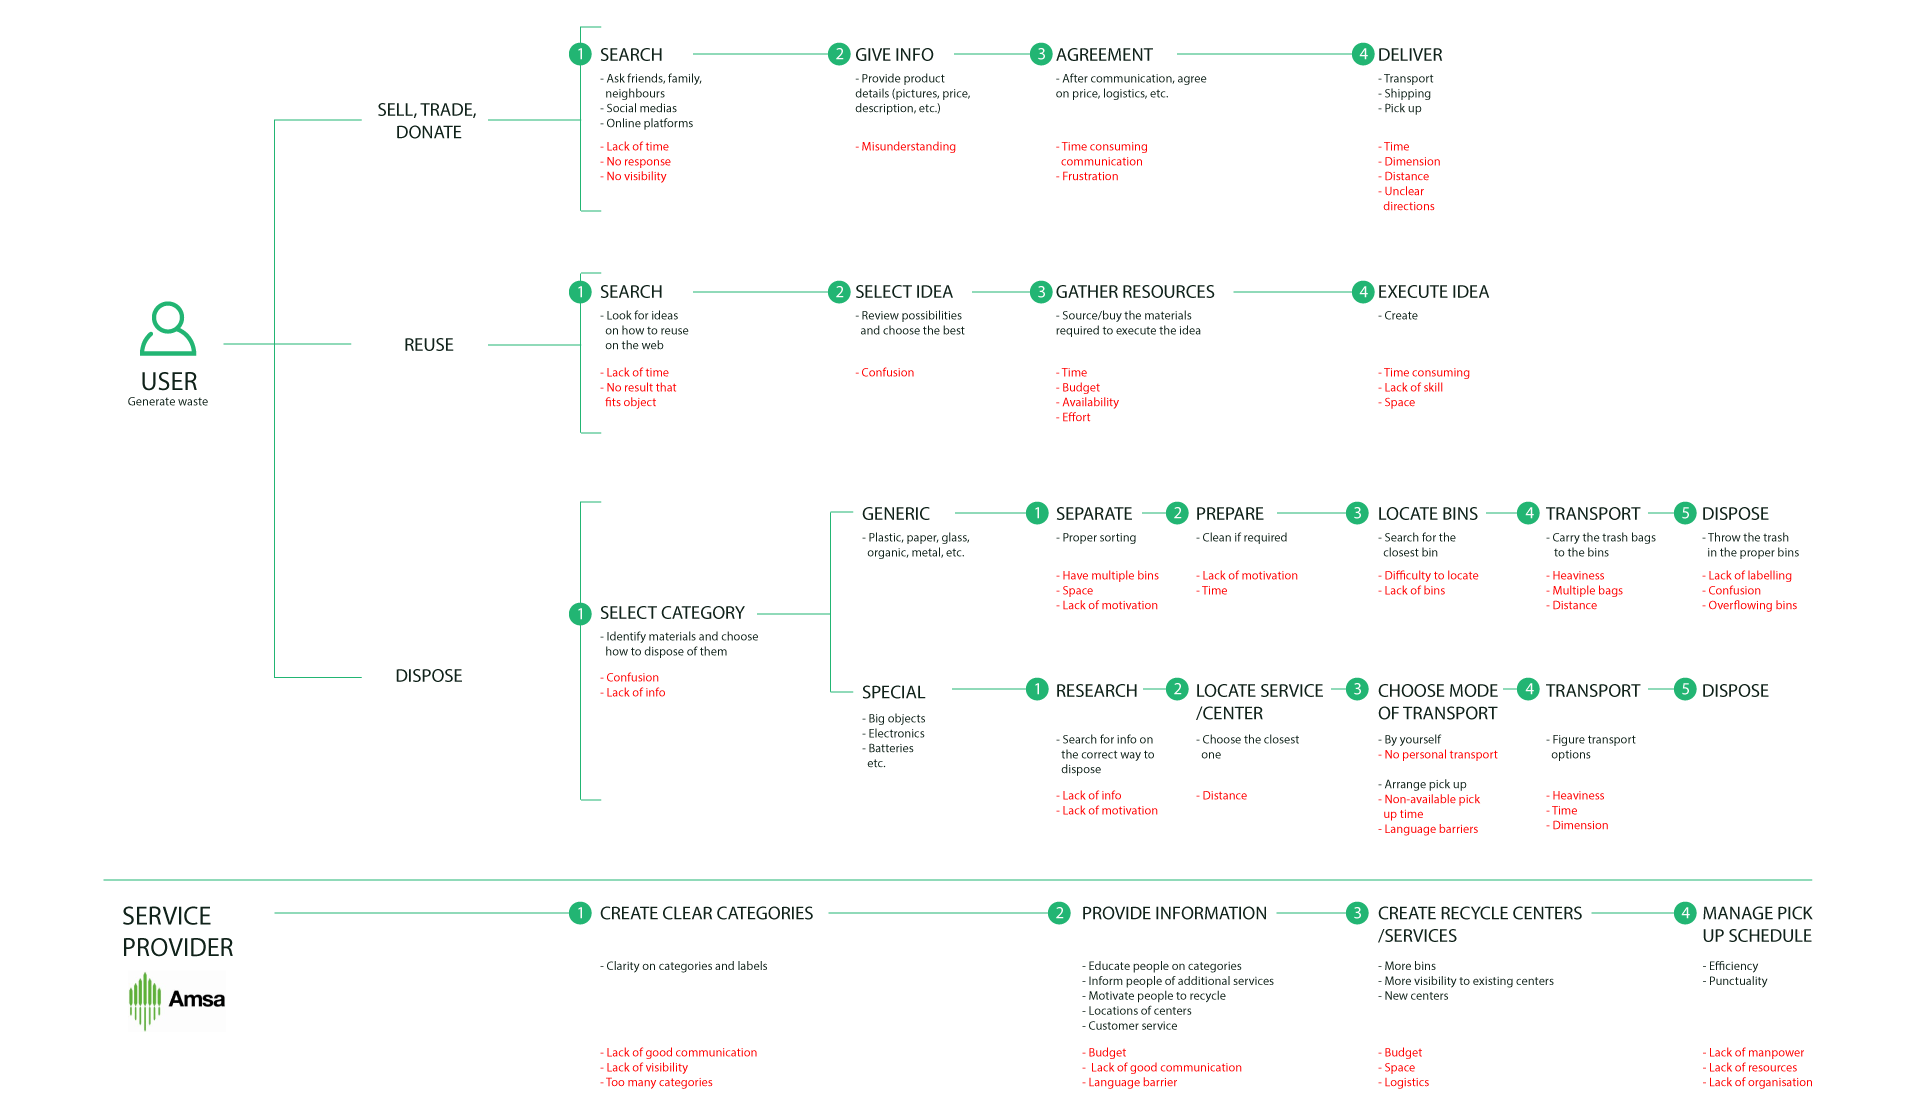 SELL, TRADE,
DONATE
1 SEARCH
- Ask friends, family,
neighbours
- Social medias
- Online platforms
- Lack of time
- No response
- No visibility
2 GIVE INFO
- Provide product
details (pictures, price,
description, etc.)
- Misunderstanding
3 AGREEMENT
- After communication, agree
on price, logistics, etc.
- Time consuming
communication
- Frustration
4 DELIVER
- Transport
- Shipping
- Pick up
- Time
- Dimension
- Distance
- Unclear
directions
USER
Generate waste
REUSE
1 SEARCH
- Look for ideas
on how to reuse
on the web
- Lack of time
- No result that
fits object
2 SELECT IDEA
- Review possibilities
and choose the best
- Confusion
3 GATHER RESOURCES
- Source/buy the materials
required to execute the idea
- Time
- Budget
- Availability
- Effort
4 EXECUTE IDEA
- Create
- Time consuming
- Lack of skill
- Space
DISPOSE
1 SELECT CATEGORY
- Identify materials and choose
how to dispose of them
- Confusion
- Lack of info
GENERIC
- Plastic, paper, glass,
organic, metal, etc.
1 SEPARATE
- Proper sorting
- Have multiple bins
- Space
- Lack of motivation
2 PREPARE
- Clean if required
- Lack of motivation
- Time
3 LOCATE BINS
- Search for the
closest bin
- Difficulty to locate
- Lack of bins
4 TRANSPORT
- Carry the trash bags
to the bins
- Heaviness
- Multiple bags
- Distance
5 DISPOSE
- Throw the trash
in the proper bins
- Lack of labelling
- Confusion
- Overflowing bins
SPECIAL
- Big objects
- Electronics
- Batteries
etc.
1 RESEARCH
- Search for info on
the correct way to
dispose
- Lack of info
- Lack of motivation
2 LOCATE SERVICE
/CENTER
- Choose the closest
one
- Distance
3 CHOOSE MODE
OF TRANSPORT
- By yourself
- No personal transport
- Arrange pick up
- Non-available pick
up time
- Language barriers
4 TRANSPORT
- Figure transport
options
- Heaviness
- Time
- Dimension
5 DISPOSE
SERVICE
PROVIDER
Amsa
1 CREATE CLEAR CATEGORIES
- Clarity on categories and labels
- Lack of good communication
- Lack of visibility
- Too many categories
2 PROVIDE INFORMATION
- Educate people on categories
- Inform people of additional services
- Motivate people to recycle
- Locations of centers
- Customer service
- Budget
- Lack of good communication
- Language barrier
3 CREATE RECYCLE CENTERS
/SERVICES
- More bins
- More visibility to existing centers
- New centers
- Budget
- Space
- Logistics
4 MANAGE PICK
UP SCHEDULE
- Efficiency
- Punctuality
- Lack of manpower
- Lack of resources
- Lack of organisation